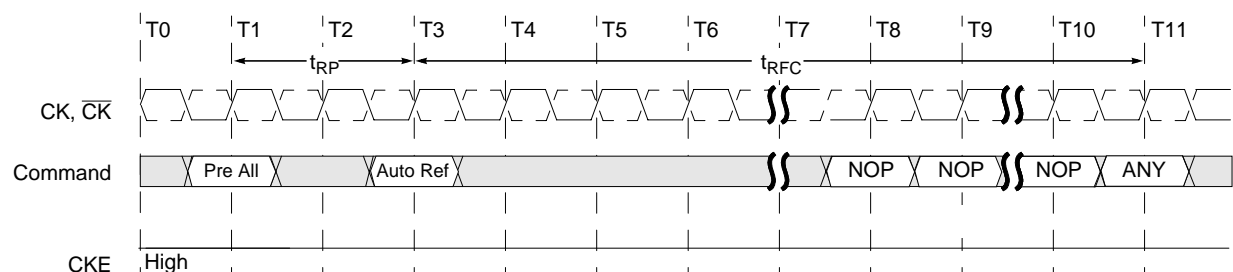 T0 T1 T2 T3 T4 T5 T6 T7 T8 T9 T10 T11
tRP tRFC
CK, C̅K̅
Command Pre All Auto Ref NOP NOP NOP ANY
CKE High